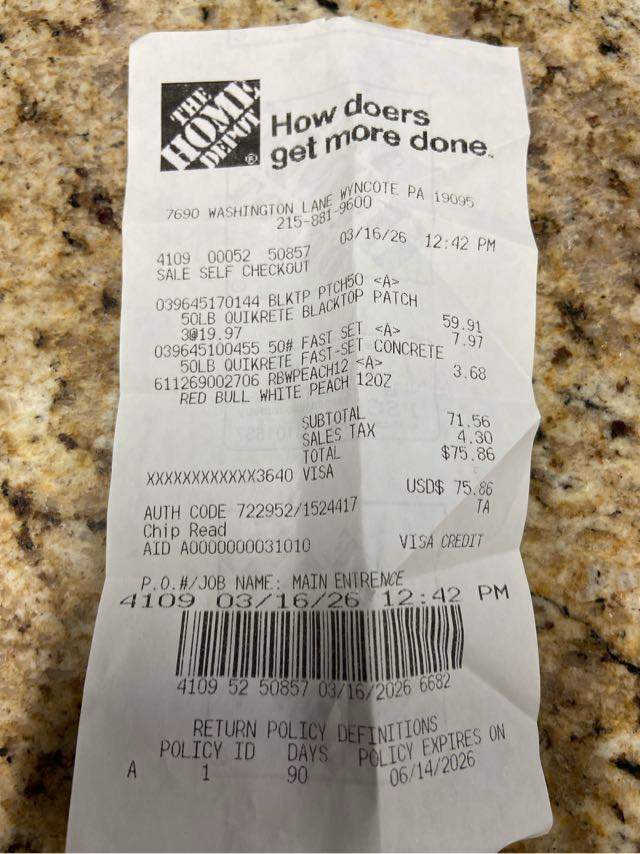 THE
HOME
DEPOT
®
How doers
get more done.
7690 WASHINGTON LANE WYNCOTE PA 19095
215-881-9600
03/16/26 12:42 PM
4109 00052 50857
SALE SELF CHECKOUT
039645170144 BLKTP PTCH50 <A>
50LB QUIKRETE BLACKTOP PATCH
3@19.97 59.91
039645100455 50# FAST SET <A> 7.97
50LB QUIKRETE FAST-SET CONCRETE
611269002706 RBWPEACH12 <A> 3.68
RED BULL WHITE PEACH 12OZ
SUBTOTAL 71.56
SALES TAX 4.30
TOTAL $75.86
XXXXXXXXXXXX3640 VISA
USD$ 75.86
AUTH CODE 722952/1524417 TA
Chip Read
AID A0000000031010 VISA CREDIT
P.O.#/JOB NAME: MAIN ENTRENCE
4109 03/16/26 12:42 PM
4109 52 50857 03/16/2026 6682
RETURN POLICY DEFINITIONS
POLICY ID DAYS POLICY EXPIRES ON
A 1 90 06/14/2026